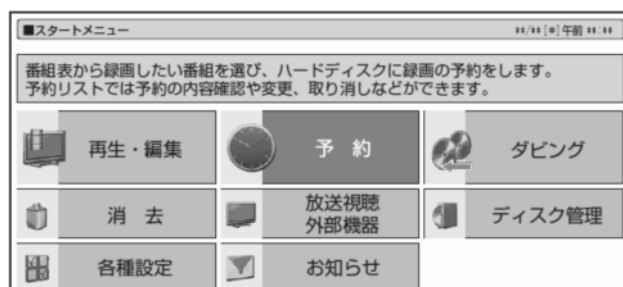 ■スタートメニュー
**/**[*]午前**:**
番組表から録画したい番組を選び、ハードディスクに録画の予約をします。
予約リストでは予約の内容確認や変更、取り消しなどができます。
再生・編集
予 約
ダビング
消 去
放送視聴
外部機器
ディスク管理
各種設定
お知らせ